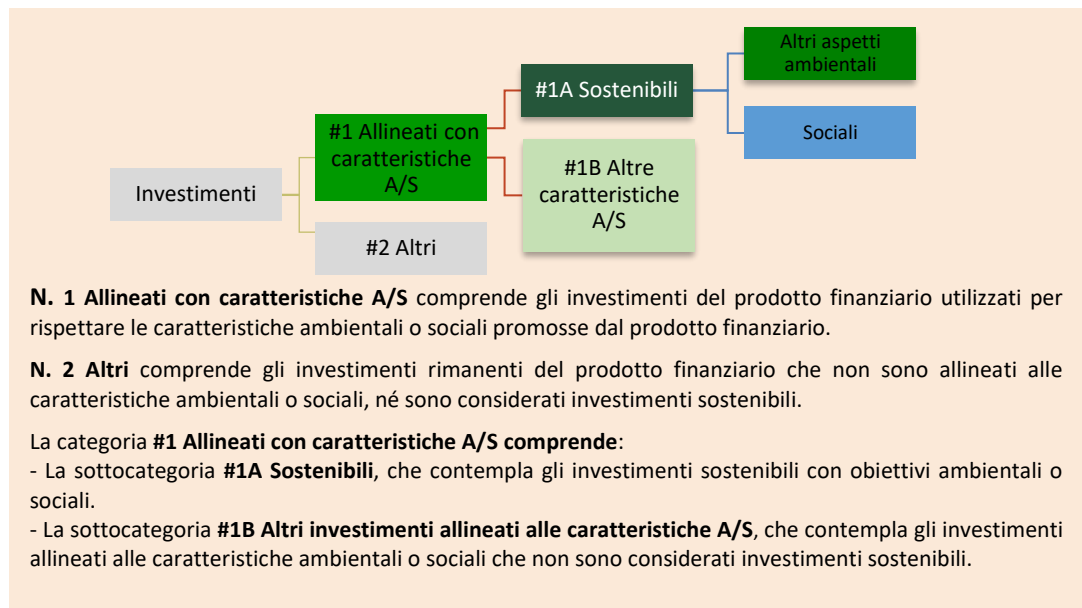 Altri aspetti
ambientali
#1A Sostenibili
#1 Allineati con
caratteristiche
A/S
Sociali
#1B Altre
caratteristiche
A/S
Investimenti
#2 Altri
N. 1 Allineati con caratteristiche A/S comprende gli investimenti del prodotto finanziario utilizzati per
rispettare le caratteristiche ambientali o sociali promosse dal prodotto finanziario.
N. 2 Altri comprende gli investimenti rimanenti del prodotto finanziario che non sono allineati alle
caratteristiche ambientali o sociali, né sono considerati investimenti sostenibili.
La categoria #1 Allineati con caratteristiche A/S comprende:
- La sottocategoria #1A Sostenibili, che contempla gli investimenti sostenibili con obiettivi ambientali o
sociali.
- La sottocategoria #1B Altri investimenti allineati alle caratteristiche A/S, che contempla gli investimenti
allineati alle caratteristiche ambientali o sociali che non sono considerati investimenti sostenibili.